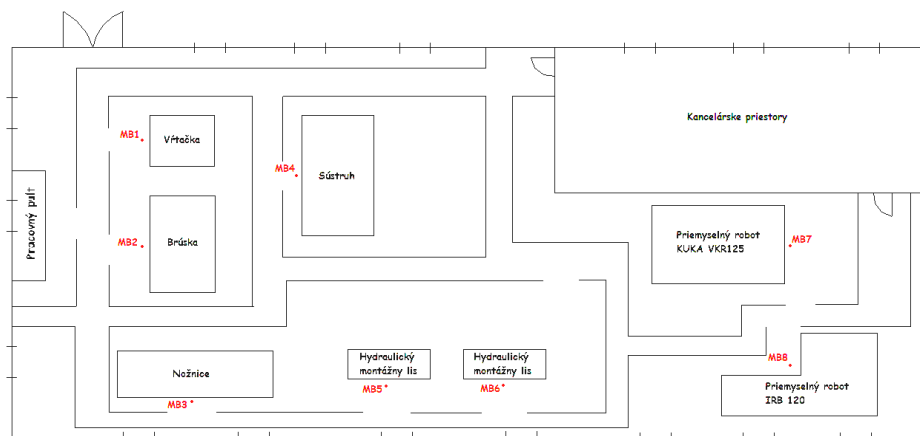 Kancelárske priestory
MB1
Vŕtačka
MB4
Sústruh
Pracovný pult
MB2
Brúska
Priemyselný robot
KUKA VKR125
MB7
Nožnice
MB3
Hydraulický
montážny lis
MB5
Hydraulický
montážny lis
MB6
MB8
Priemyselný robot
IRB 120